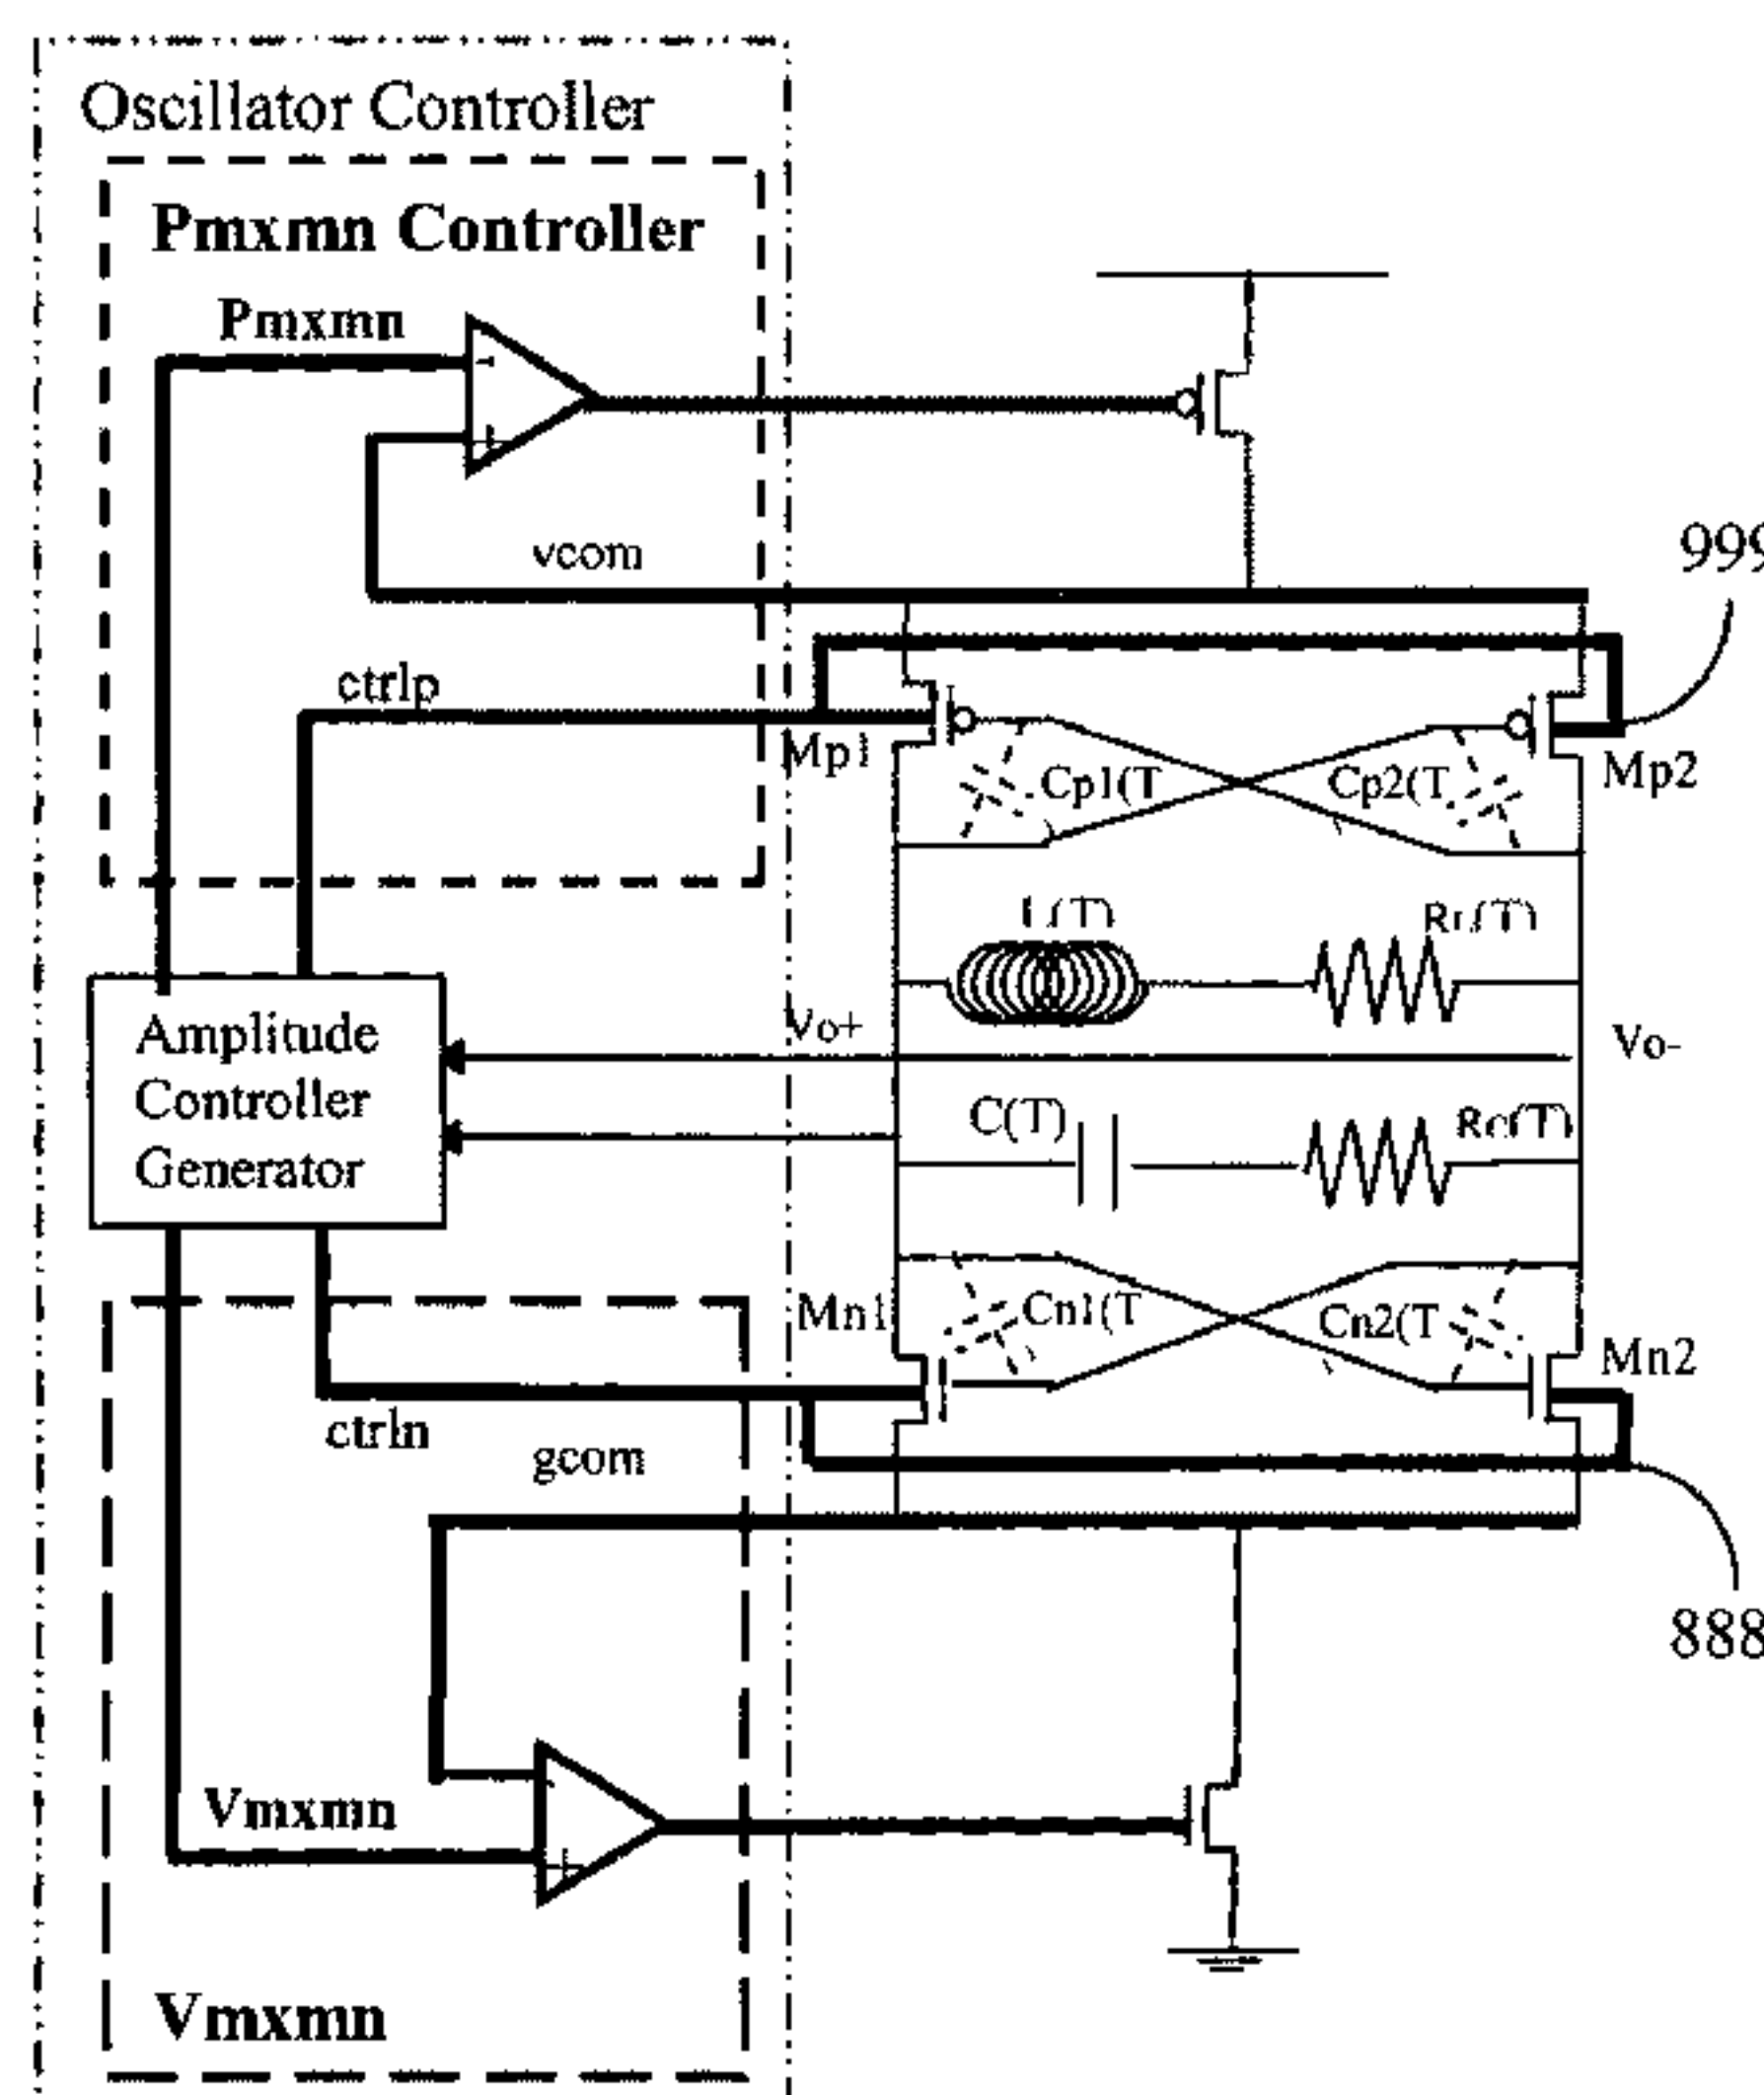 Oscillator Controller
Pmxmn Controller
Pmxmn
vcom
999
ctrlp
Mp1
Cp1(T
)
Cp2(T
Mp2
L(T)
RL(T)
Amplitude
Controller
Generator
Vo+
Vo-
C(T)
Rc(T)
Mn1
Cn1(T
)
Cn2(T
Mn2
ctrln
gcom
888
Vmxmn
Vmxmn